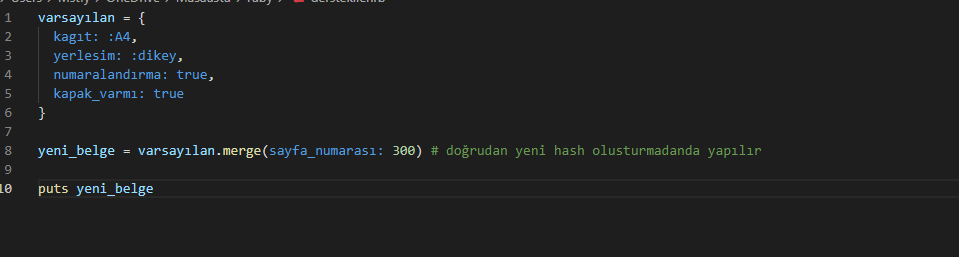 1 varsayılan = {
2   kagıt: :A4,
3   yerlesim: :dikey,
4   numaralandırma: true,
5   kapak_varmı: true
6 }
7
8 yeni_belge = varsayılan.merge(sayfa_numarası: 300) # doğrudan yeni hash olusturmadanda yapılır
9
10 puts yeni_belge